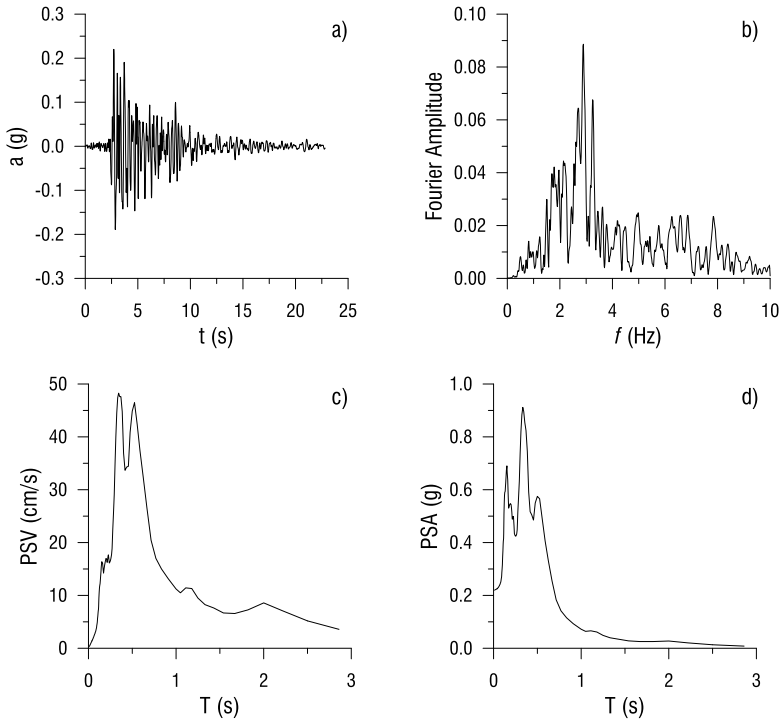 a)
a (g)
0.3
0.2
0.1
0.0
-0.1
-0.2
-0.3
0 5 10 15 20 25
t (s)
b)
Fourier Amplitude
0.10
0.08
0.06
0.04
0.02
0.00
0 2 4 6 8 10
f (Hz)
c)
PSV (cm/s)
50
40
30
20
10
0
0 1 2 3
T (s)
d)
PSA (g)
1.0
0.8
0.6
0.4
0.2
0.0
0 1 2 3
T (s)